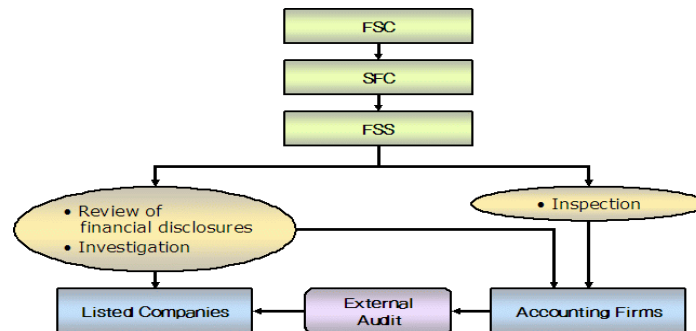 FSC
SFC
FSS
• Review of
financial disclosures
• Investigation
• Inspection
Listed Companies
External
Audit
Accounting Firms